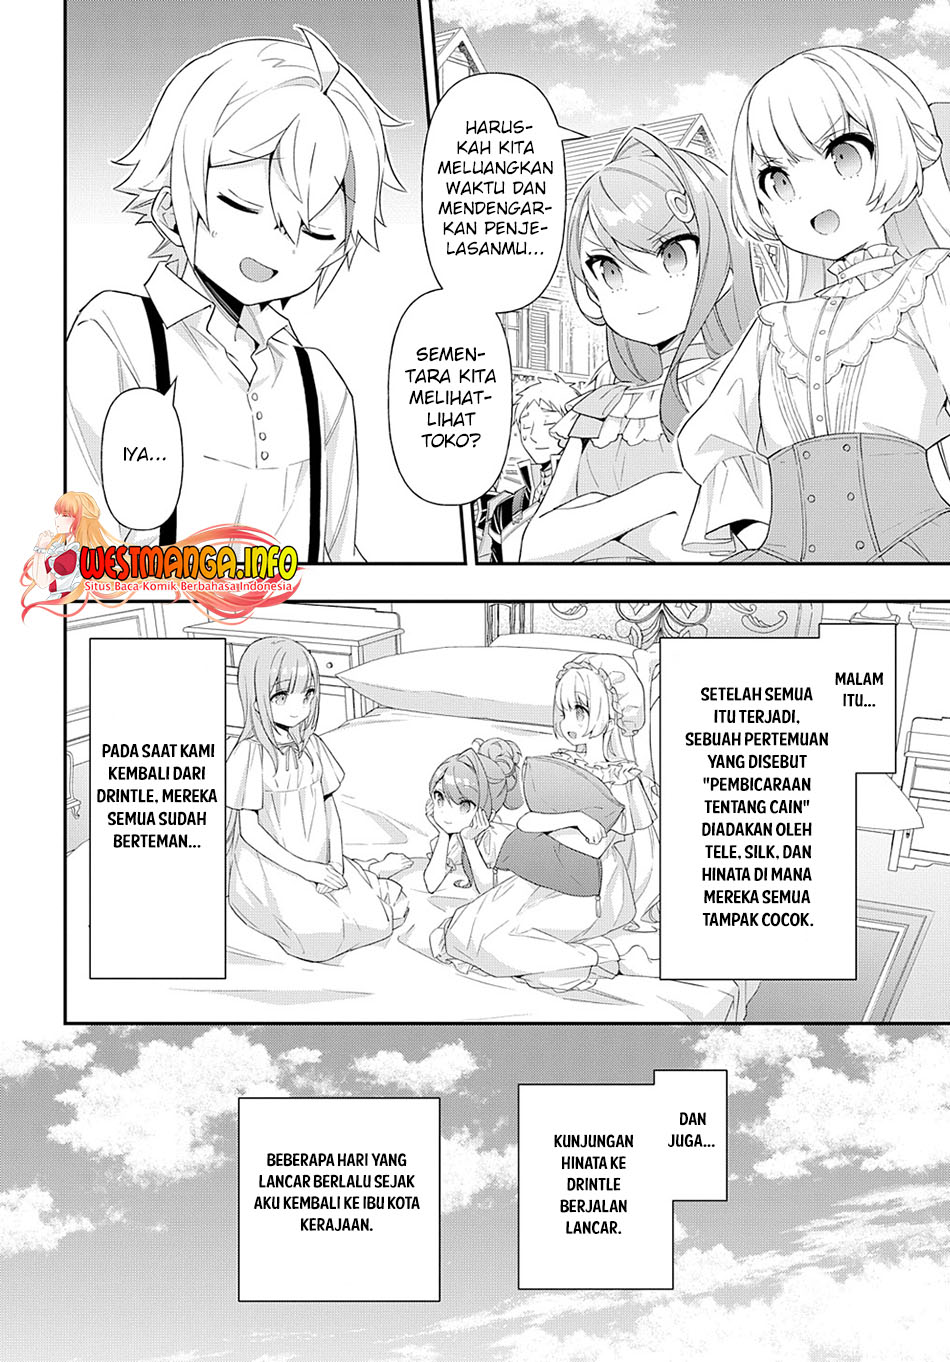 HARUS-
KAH KITA
MELUANGKAN
WAKTU DAN
MENDENGAR-
KAN PENJE-
LASANMU...
SEMEN-
TARA KITA
MELIHAT-
LIHAT
TOKO?
IYA...
WESTMANGA.INFO
Situs Baca Komik Berbahasa Indonesia
MALAM
ITU...
SETELAH SEMUA
ITU TERJADI,
SEBUAH PERTEMUAN
YANG DISEBUT
"PEMBICARAAN
TENTANG CAIN"
DIADAKAN OLEH
TELE, SILK, DAN
HINATA DI MANA
MEREKA SEMUA
TAMPAK COCOK.
PADA SAAT KAMI
KEMBALI DARI
DRINTLE, MEREKA
SEMUA SUDAH
BERTEMAN...
DAN
JUGA...
KUNJUNGAN
HINATA KE
DRINTLE
BERJALAN
LANCAR.
BEBERAPA HARI YANG
LANCAR BERLALU SEJAK
AKU KEMBALI KE IBU KOTA
KERAJAAN.